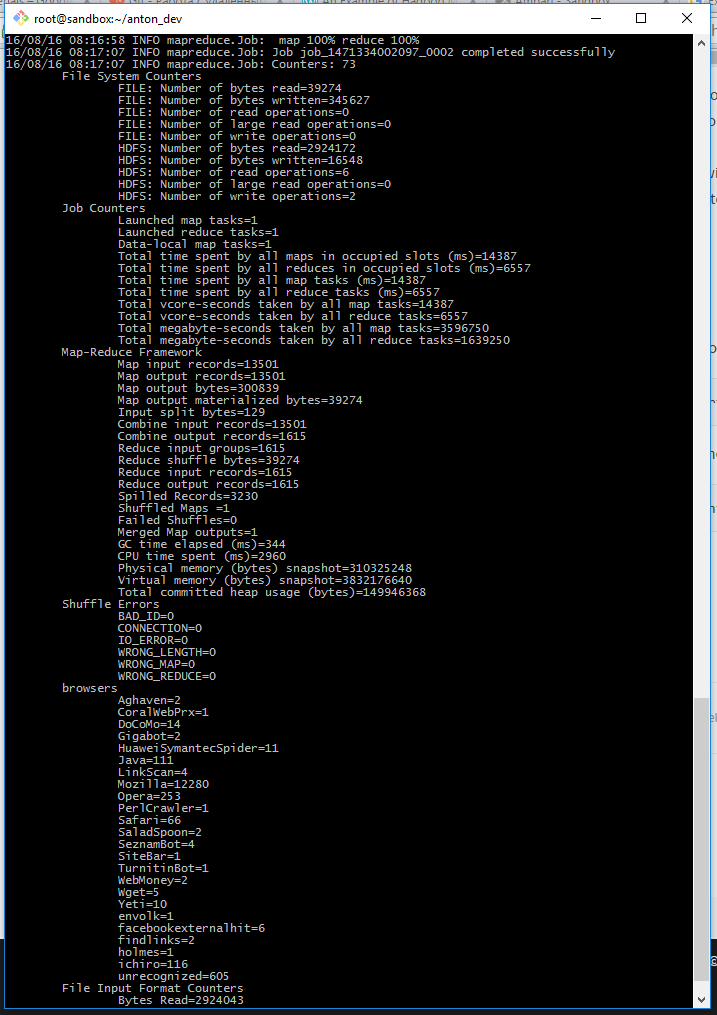 root@sandbox:~/anton_dev
16/08/16 08:16:58 INFO mapreduce.Job:  map 100% reduce 100%
16/08/16 08:17:07 INFO mapreduce.Job: Job job_1471334002097_0002 completed successfully
16/08/16 08:17:07 INFO mapreduce.Job: Counters: 73
File System Counters
FILE: Number of bytes read=39274
FILE: Number of bytes written=345627
FILE: Number of read operations=0
FILE: Number of large read operations=0
FILE: Number of write operations=0
HDFS: Number of bytes read=2924172
HDFS: Number of bytes written=16548
HDFS: Number of read operations=6
HDFS: Number of large read operations=0
HDFS: Number of write operations=2
Job Counters
Launched map tasks=1
Launched reduce tasks=1
Data-local map tasks=1
Total time spent by all maps in occupied slots (ms)=14387
Total time spent by all reduces in occupied slots (ms)=6557
Total time spent by all map tasks (ms)=14387
Total time spent by all reduce tasks (ms)=6557
Total vcore-seconds taken by all map tasks=14387
Total vcore-seconds taken by all reduce tasks=6557
Total megabyte-seconds taken by all map tasks=3596750
Total megabyte-seconds taken by all reduce tasks=1639250
Map-Reduce Framework
Map input records=13501
Map output records=13501
Map output bytes=300839
Map output materialized bytes=39274
Input split bytes=129
Combine input records=13501
Combine output records=1615
Reduce input groups=1615
Reduce shuffle bytes=39274
Reduce input records=1615
Reduce output records=1615
Spilled Records=3230
Shuffled Maps =1
Failed Shuffles=0
Merged Map outputs=1
GC time elapsed (ms)=344
CPU time spent (ms)=2960
Physical memory (bytes) snapshot=310325248
Virtual memory (bytes) snapshot=3832176640
Total committed heap usage (bytes)=149946368
Shuffle Errors
BAD_ID=0
CONNECTION=0
IO_ERROR=0
WRONG_LENGTH=0
WRONG_MAP=0
WRONG_REDUCE=0
browsers
Aghaven=2
CoralWebPrx=1
DoCoMo=14
Gigabot=2
HuaweiSymantecSpider=11
Java=111
LinkScan=4
Mozilla=12280
Opera=253
PerlCrawler=1
Safari=66
SaladSpoon=2
SeznamBot=4
SiteBar=1
TurnitinBot=1
WebMoney=2
Wget=5
Yeti=10
envolk=1
facebookexternalhit=6
findlinks=2
holmes=1
ichiro=116
unrecognized=605
File Input Format Counters
Bytes Read=2924043